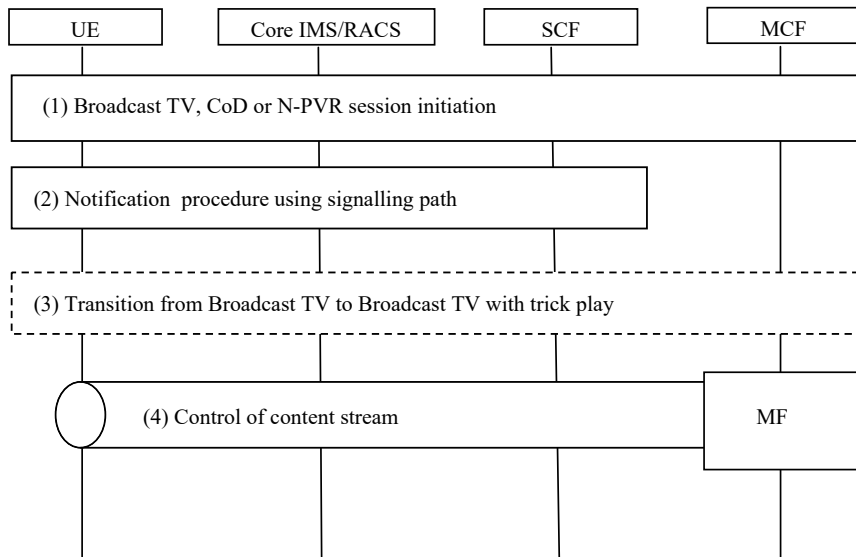 UE
Core IMS/RACS
SCF
MCF
(1) Broadcast TV, CoD or N-PVR session initiation
(2) Notification procedure using signalling path
(3) Transition from Broadcast TV to Broadcast TV with trick play
(4) Control of content stream
MF